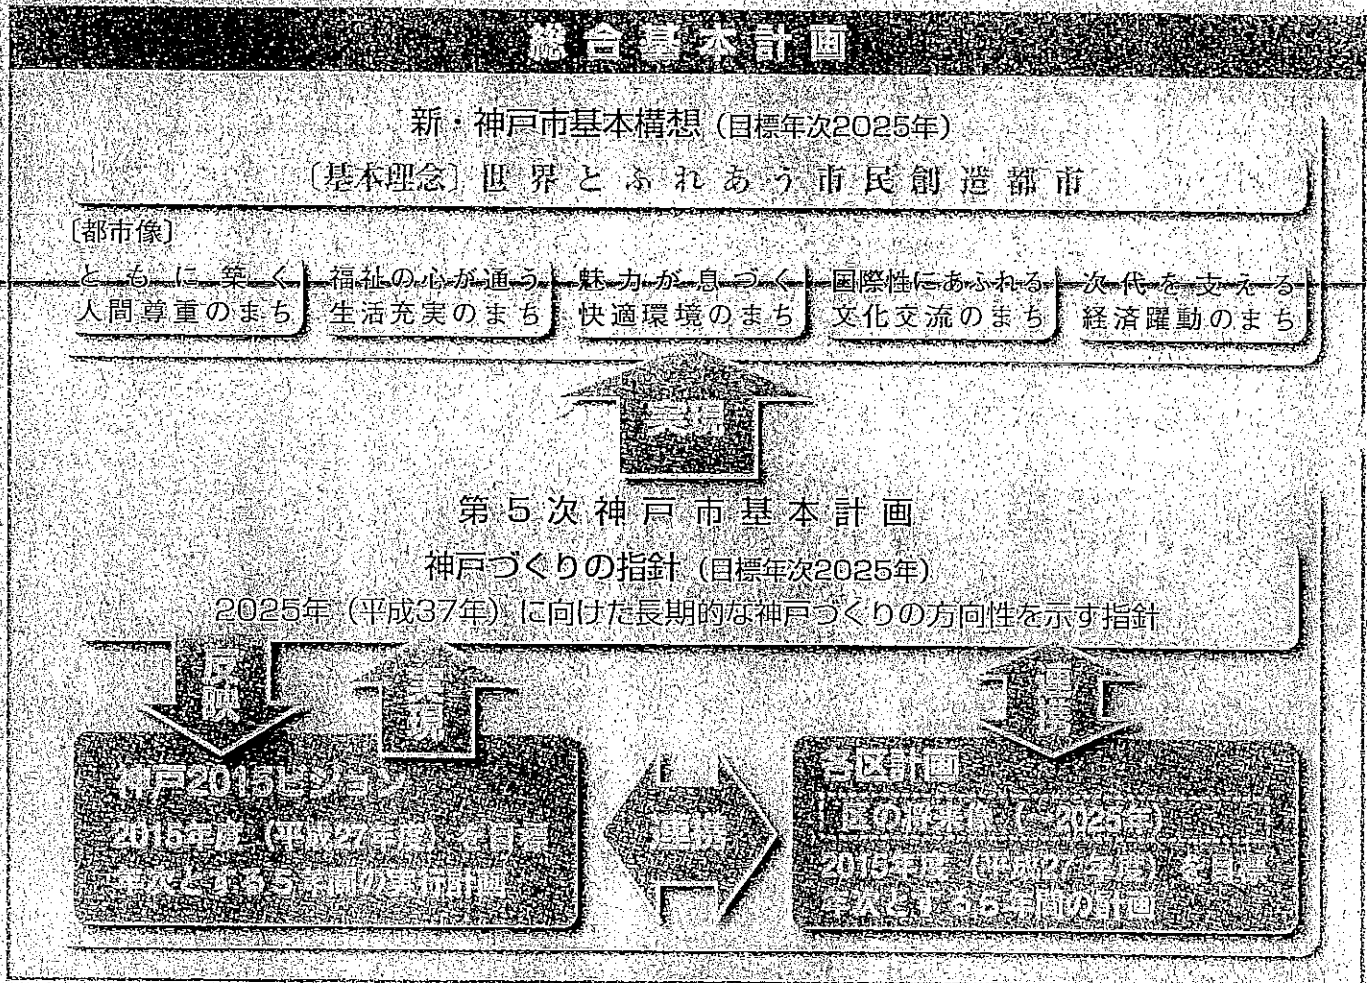 総合基本計画
新・神戸市基本構想（目標年次2025年）
〔基本理念〕世界とふれあう市民創造都市
〔都市像〕
ともに築く
人間尊重のまち
福祉の心が通う
生活充実のまち
魅力が息づく
快適環境のまち
国際性にあふれる
文化交流のまち
次代を支える
経済躍動のまち
実現
第5次神戸市基本計画
神戸づくりの指針（目標年次2025年）
2025年（平成37年）に向けた長期的な神戸づくりの方向性を示す指針
反映
連携
神戸2015ビジョン
2015年度（平成27年度）を目標
年次とする5年間の実行計画
連携
各区計画
区の将来像（～2025年）
2015年度（平成27年度）を目標
年次とする5年間の計画